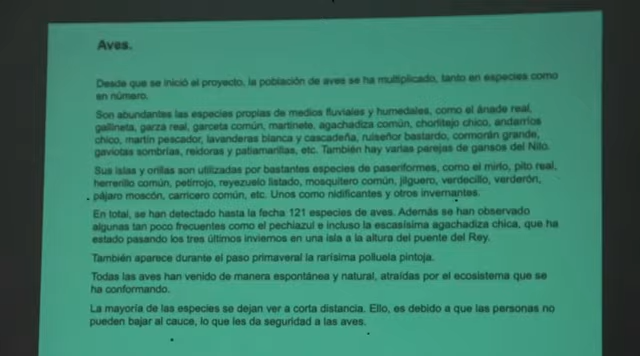 Aves.
Desde que se inició el proyecto, la población de aves se ha multiplicado, tanto en especies como
en número.
Son abundantes las especies propias de medios fluviales y humedales, como el ánade real,
gallineta, garza real, garceta común, martinete, agachadiza común, chorlitejo chico, andarríos
chico, martín pescador, lavanderas blanca y cascadeña, ruiseñor bastardo, cormorán grande,
gaviotas sombrías, reidoras y patiamarillas, etc. También hay varias parejas de gansos del Nilo.
Sus islas y orillas son utilizadas por bastantes especies de paseriformes, como el mirlo, pito real,
herrerillo común, petirrojo, reyezuelo listado, mosquitero común, jilguero, verdecillo, verderón,
pájaro moscón, carricero común, etc. Unos como nidificantes y otros invernantes.
En total, se han detectado hasta la fecha 121 especies de aves. Además se han observado
algunas tan poco frecuentes como el pechiazul e incluso la escasísima agachadiza chica, que ha
estado pasando los tres últimos inviernos en una isla a la altura del puente del Rey.
También aparece durante el paso primaveral la rarísima polluela pintoja.
Todas las aves han venido de manera espontánea y natural, atraídas por el ecosistema que se
ha conformando.
La mayoría de las especies se dejan ver a corta distancia. Ello, es debido a que las personas no
pueden bajar al cauce, lo que les da seguridad a las aves.